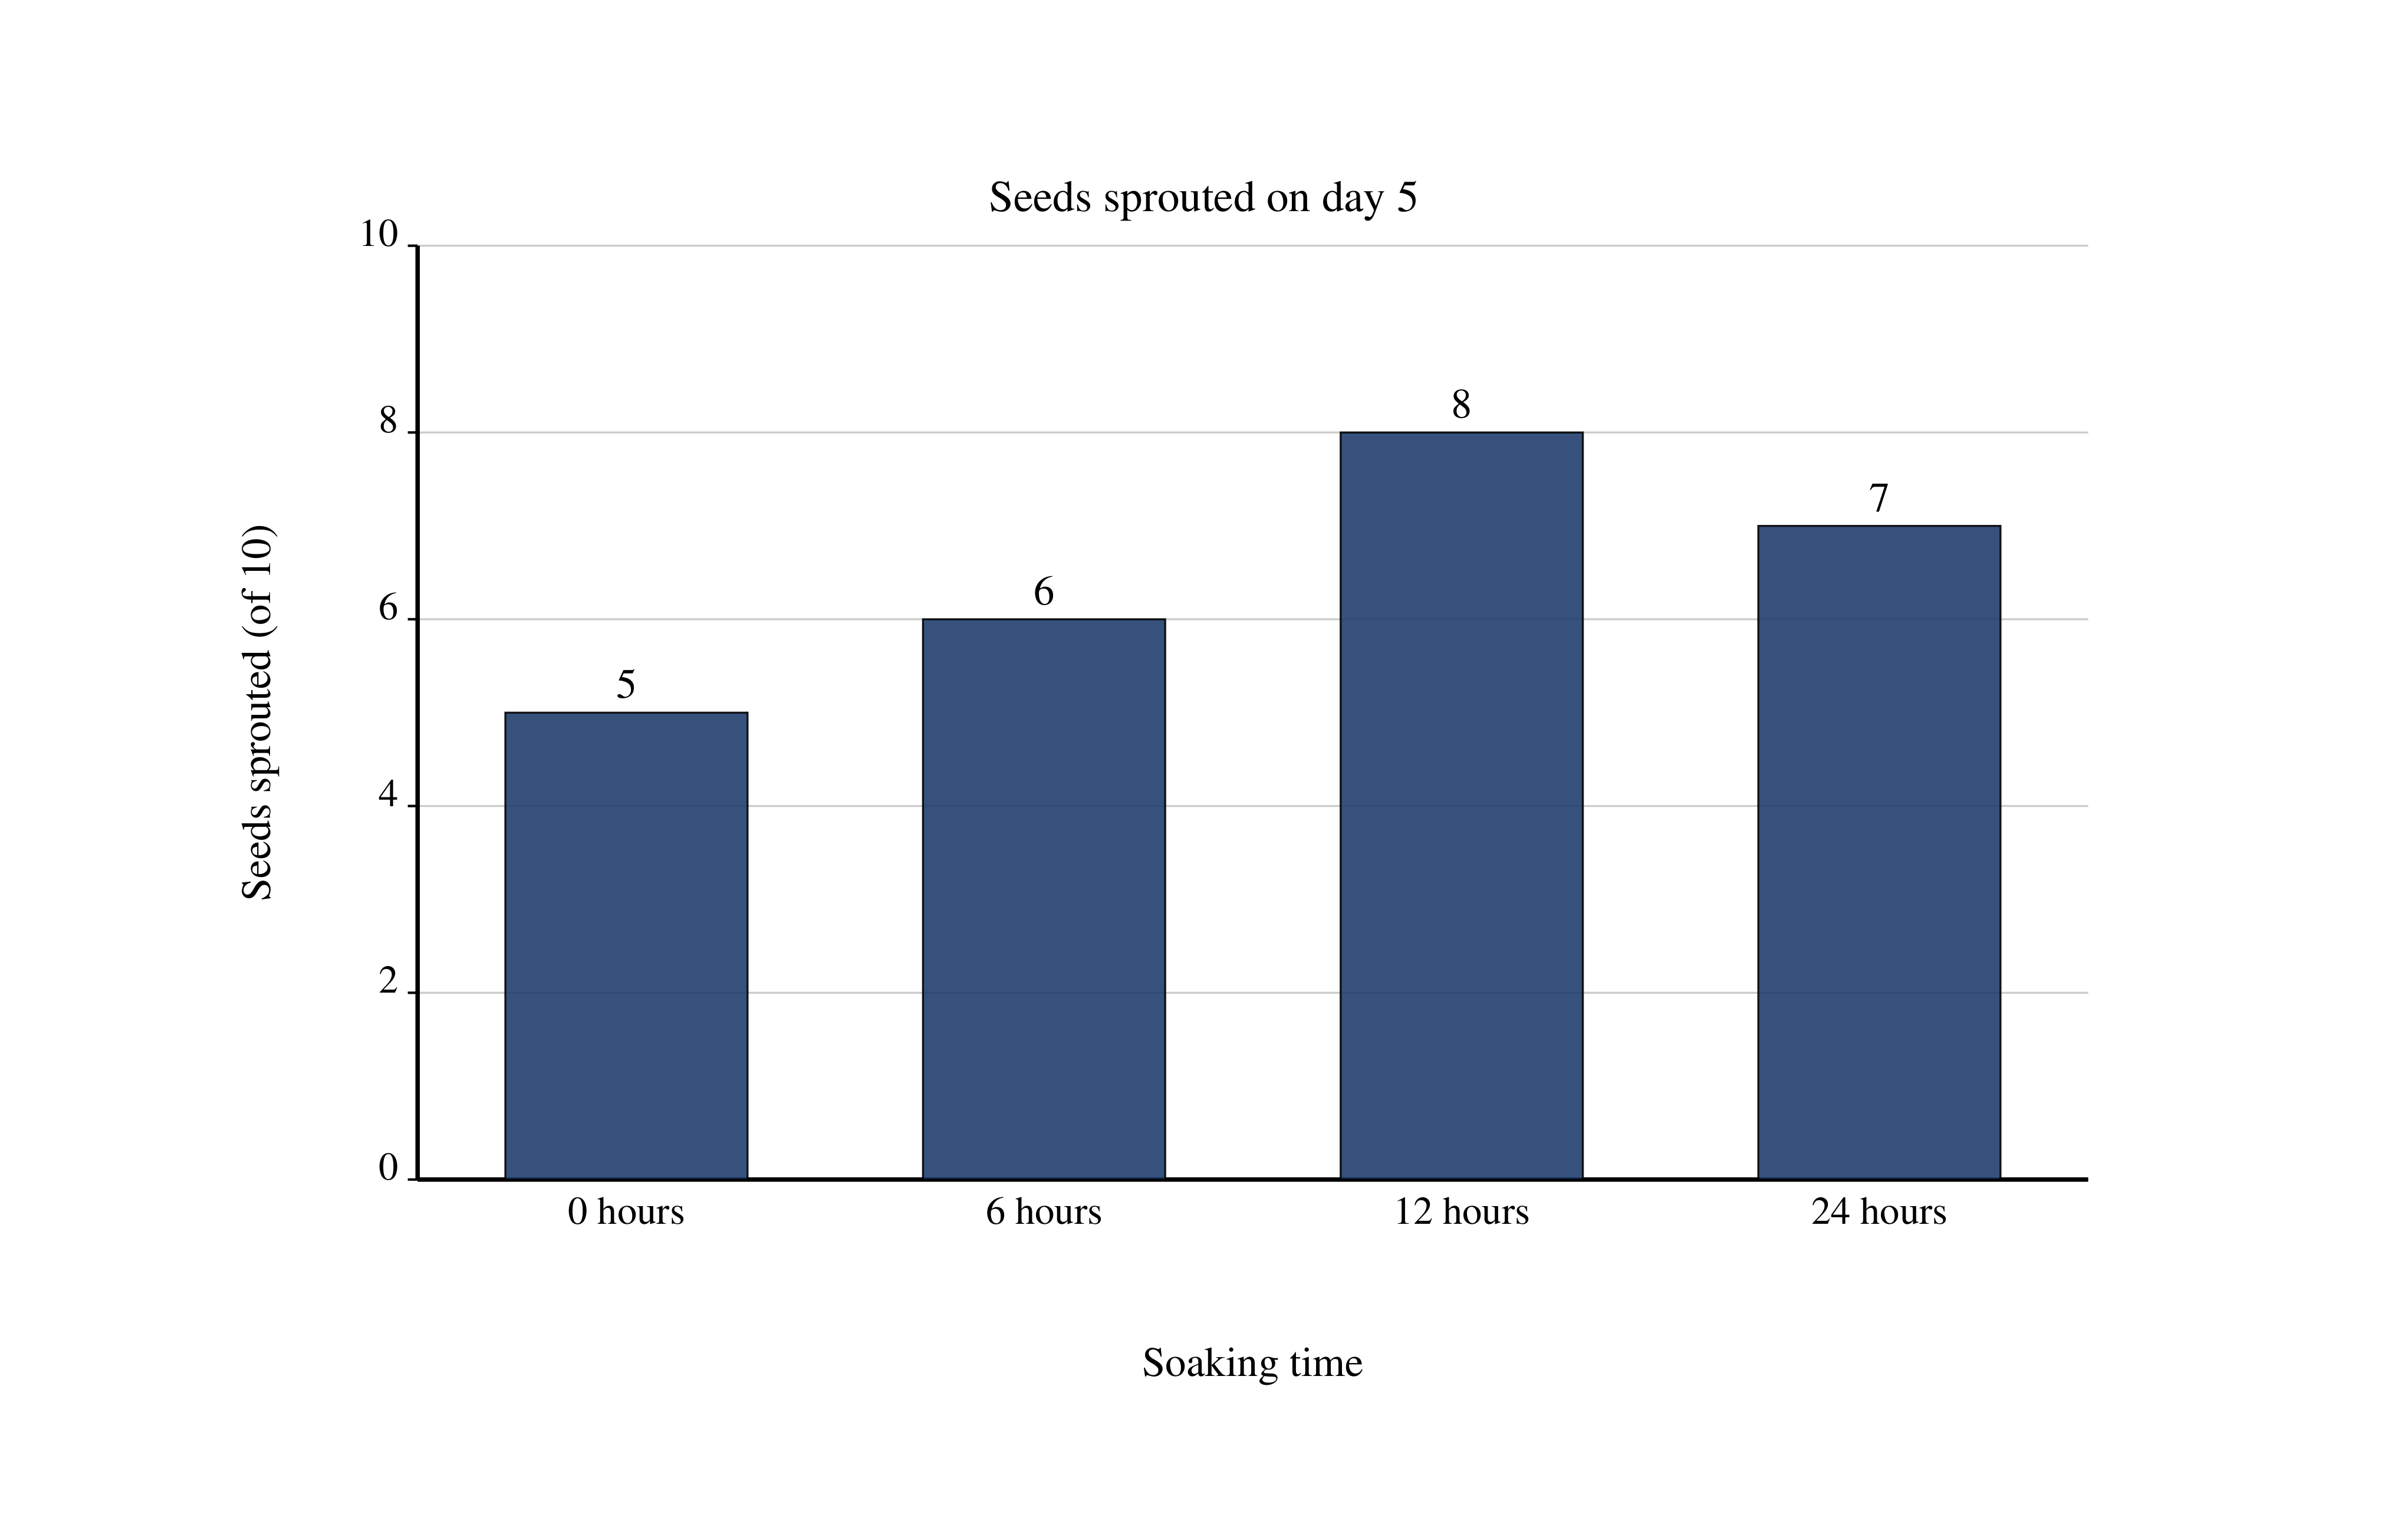 Seeds sprouted on day 5
10
8
6
4
2
0
Seeds sprouted (of 10)
5
6
8
7
0 hours
6 hours
12 hours
24 hours
Soaking time